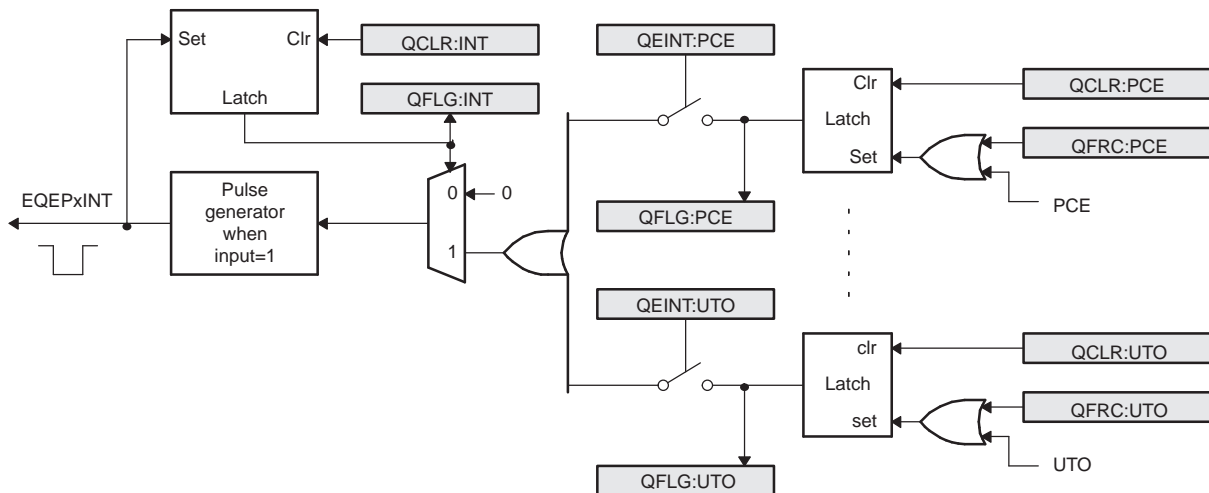 Set
Clr
Latch
QCLR:INT
QFLG:INT
EQEPxINT
Pulse
generator
when
input=1
0
0
1
QEINT:PCE
QFLG:PCE
Clr
Latch
Set
QCLR:PCE
QFRC:PCE
PCE
QEINT:UTO
QFLG:UTO
clr
Latch
set
QCLR:UTO
QFRC:UTO
UTO